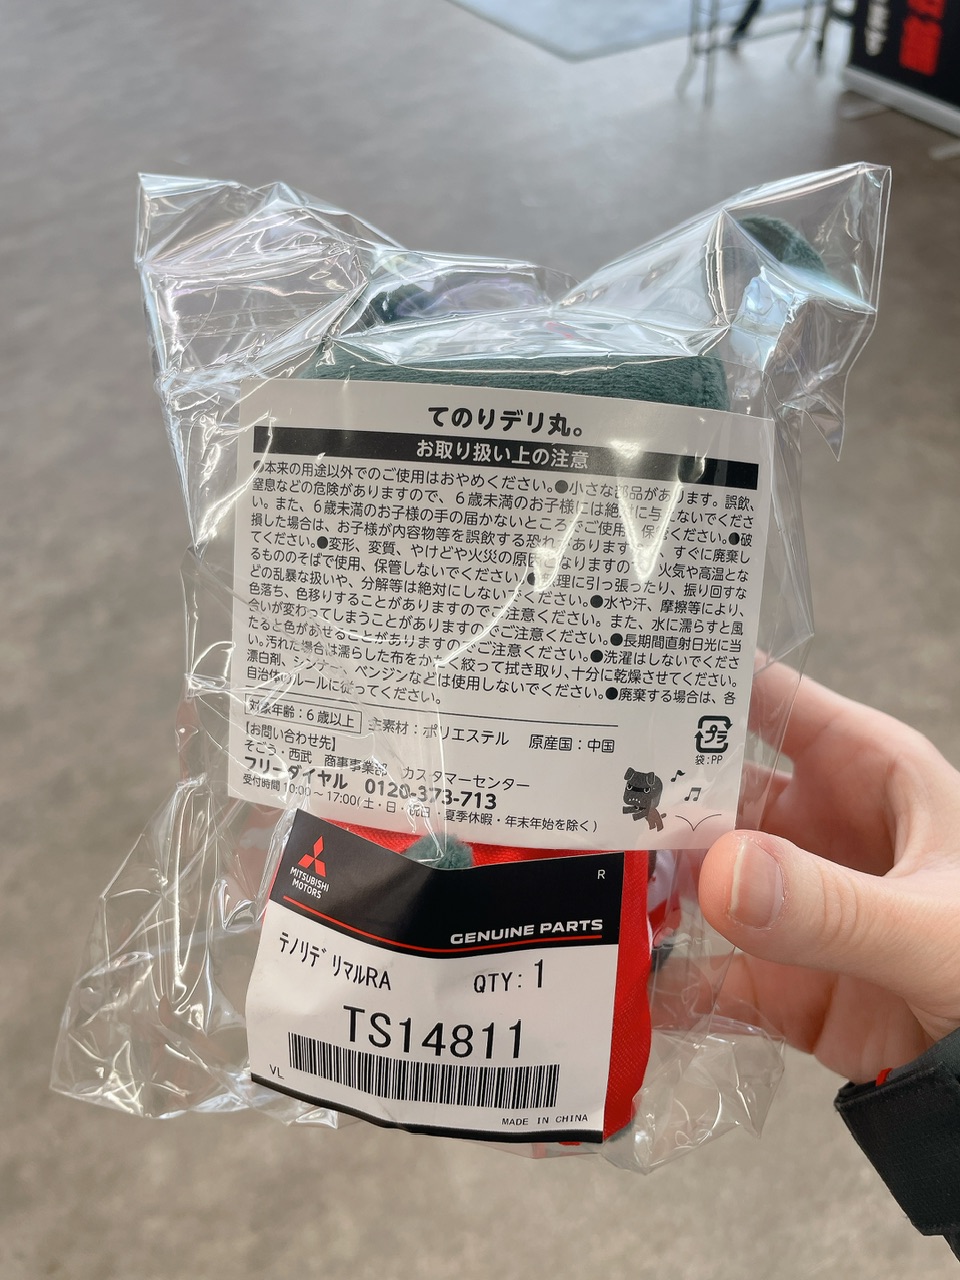 てのりデリ丸。
お取り扱い上の注意
●本来の用途以外でのご使用はおやめください。●小さな部品があります。誤飲、
窒息などの危険がありますので、6歳未満のお子様には絶対に与えないでくださ
い。また、6歳未満のお子様の手の届かないところでご使用、保管ください。●破
損した場合は、お子様が内容物等を誤飲する恐れがありますので、すぐに廃棄し
てください。●変形、変質、やけどや火災の原因となりますので、火気や高温とな
るもののそばで使用、保管しないでください。●無理に引っ張ったり、振り回すな
どの乱暴な扱いや、分解等は絶対にしないでください。●水や汗、摩擦等により、
色落ち、色移りすることがありますのでご注意ください。また、水に濡らすと風
合いが変わってしまうことがありますのでご注意ください。●長期間直射日光に当
たると色があせることがありますのでご注意ください。●洗濯はしないでくださ
い。汚れた場合は濡らした布をかたく絞って拭き取り、十分に乾燥させてください。
漂白剤、シンナー、ベンジンなどは使用しないでください。●廃棄する場合は、各
自治体のルールに従ってください。
対象年齢:6歳以上 主素材:ポリエステル 原産国:中国
プラ
袋:PP
【お問い合わせ先】
そごう・西武 商事事業部 カスタマーセンター
フリーダイヤル 0120-373-713
受付時間 10:00~17:00(土・日・祝日・夏季休暇・年末年始を除く)
MITSUBISHI
MOTORS
R
GENUINE PARTS
テノリデリマルRA QTY: 1
TS14811
VL
MADE IN CHINA